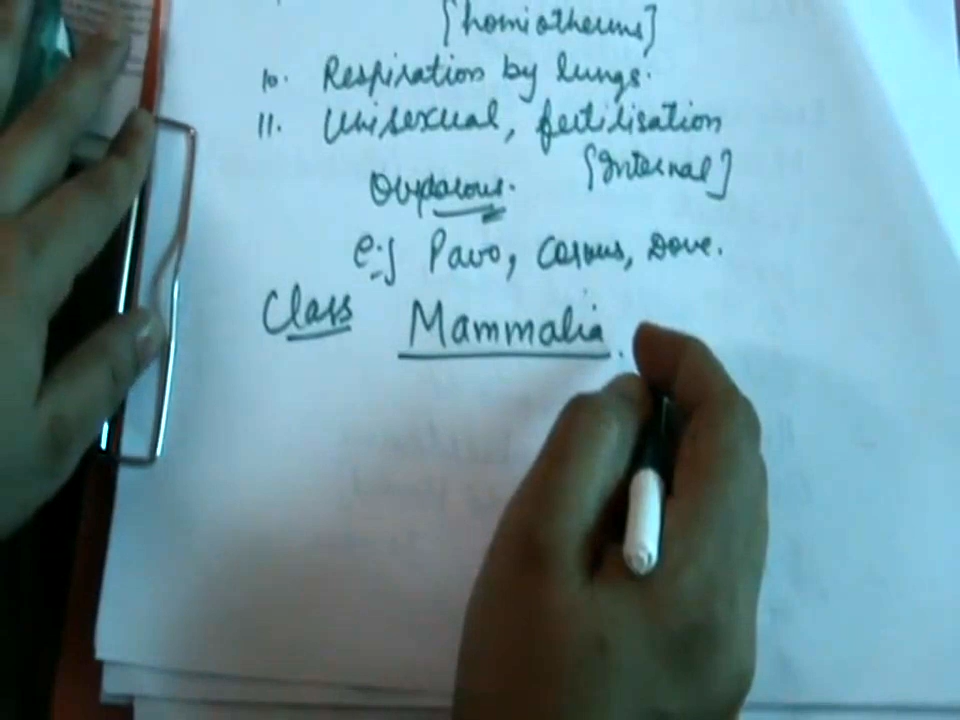 [homiotherms]
10. Respiration by lungs.
11. Unisexual, fertilisation
[Internal]
Oviparous.
e.g Pavo, Corvus, Dove.
Class Mammalia.